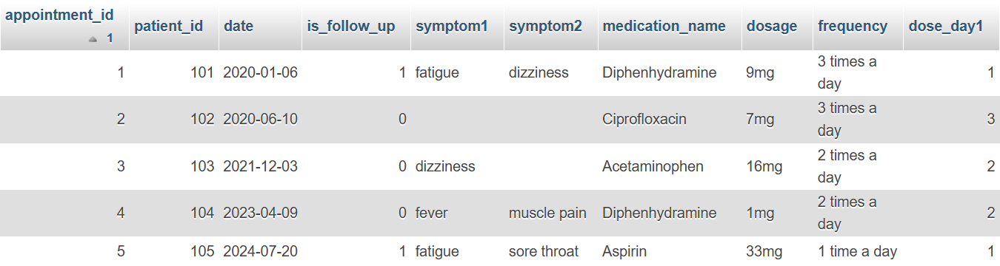 appointment_id 1 patient_id date is_follow_up symptom1 symptom2 medication_name dosage frequency dose_day1
1 101 2020-01-06 1 fatigue dizziness Diphenhydramine 9mg 3 times a day 1
2 102 2020-06-10 0 Ciprofloxacin 7mg 3 times a day 3
3 103 2021-12-03 0 dizziness Acetaminophen 16mg 2 times a day 2
4 104 2023-04-09 0 fever muscle pain Diphenhydramine 1mg 2 times a day 2
5 105 2024-07-20 1 fatigue sore throat Aspirin 33mg 1 time a day 1